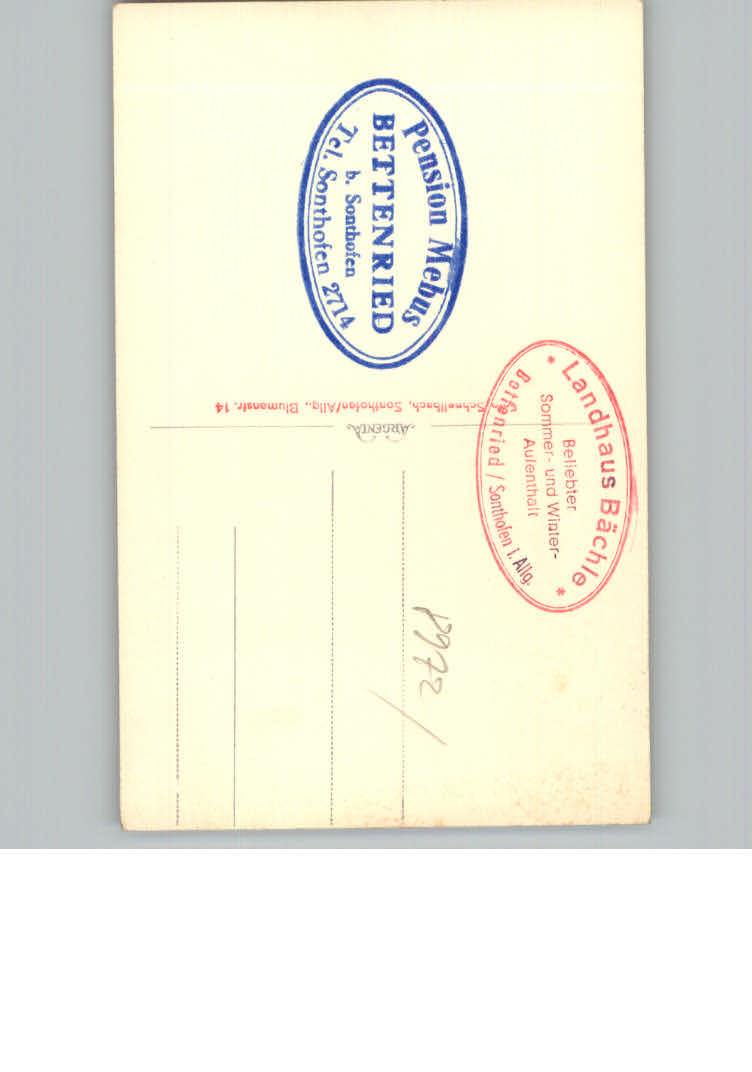 Pension Mebus
BETTENRIED
b. Sonthofen
Tel. Sonthofen 2714
* Landhaus Bächle *
Beliebter
Sommer- und Winter-
Aufenthalt
Bettenried / Sonthofen i. Allg.
Schnellbach, Sonthofen/Allg., Blumenstr. 14
ARGENTA
8972